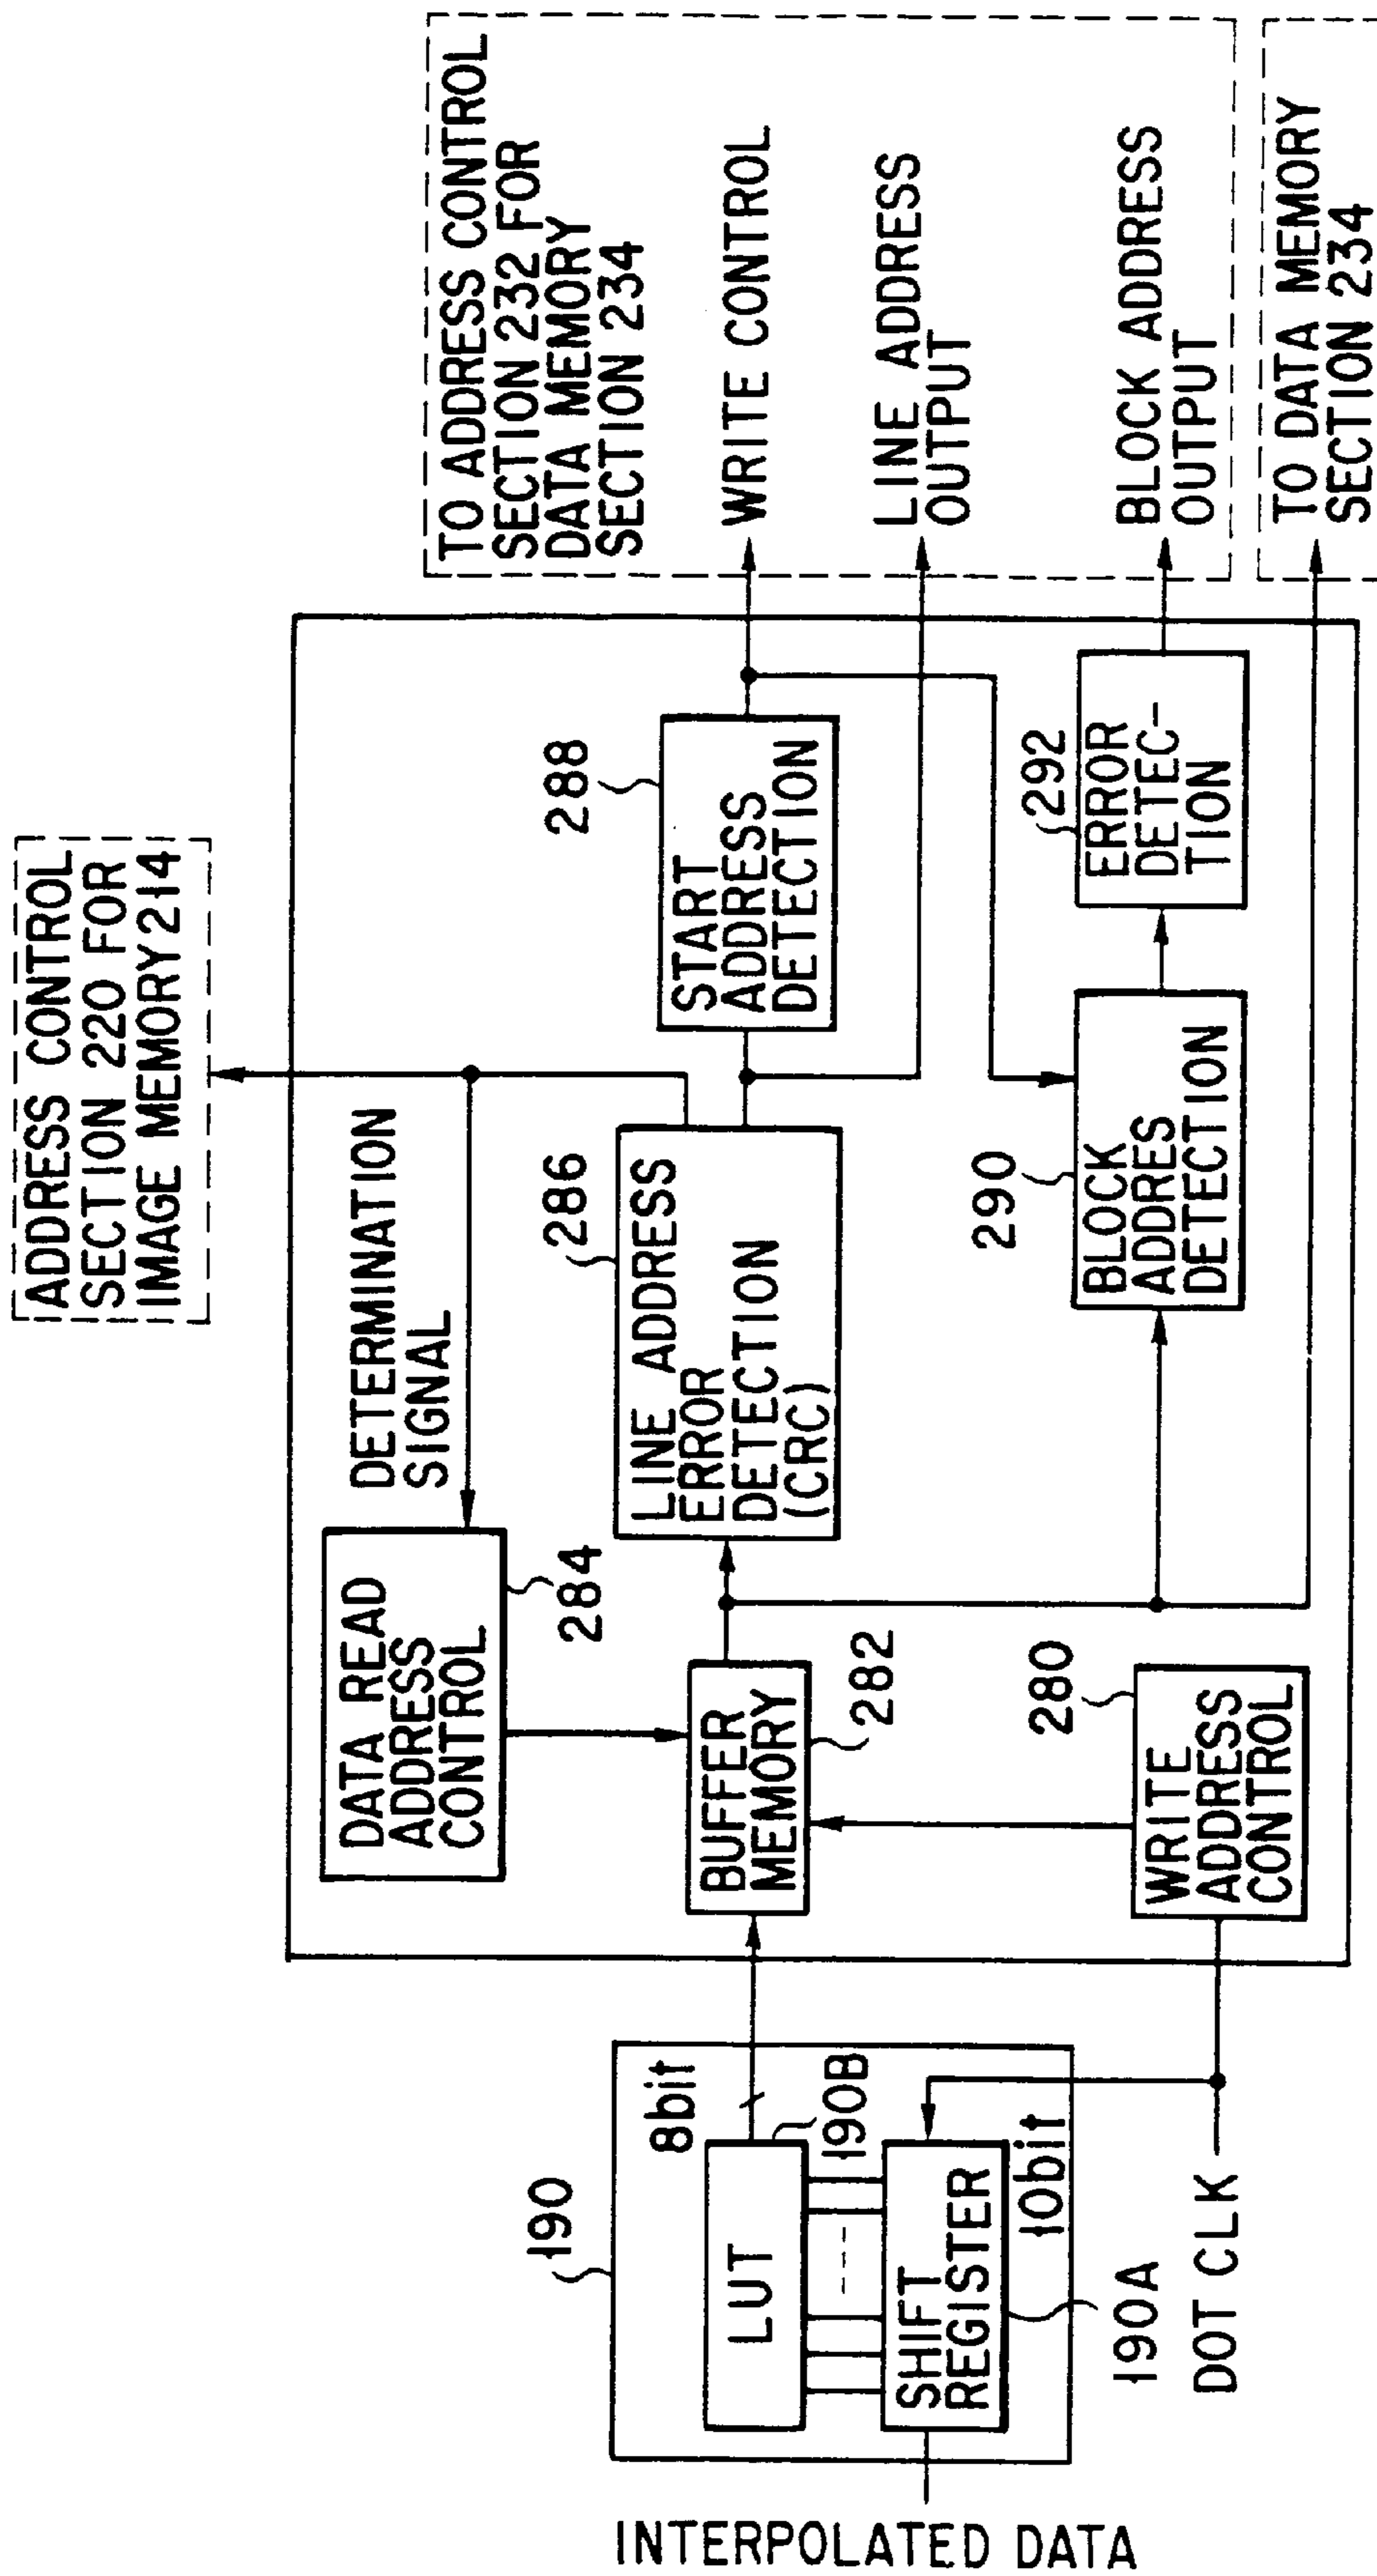 ADDRESS CONTROL
SECTION 220 FOR
IMAGE MEMORY 214
TO ADDRESS CONTROL
SECTION 232 FOR
DATA MEMORY
SECTION 234
WRITE CONTROL
LINE ADDRESS
OUTPUT
BLOCK ADDRESS
OUTPUT
TO DATA MEMORY
SECTION 234
DETERMINATION
SIGNAL
DATA READ
ADDRESS
CONTROL
284
LINE ADDRESS
ERROR
DETECTION
(CRC)
286
START
ADDRESS
DETECTION
288
BUFFER
MEMORY
282
WRITE
ADDRESS
CONTROL
280
BLOCK
ADDRES
DETECTION
290
ERROR
DETEC-
TION
292
190
8bit
LUT
190B
SHIFT
REGISTER
10bit
190A
DOT CLK
INTERPOLATED DATA